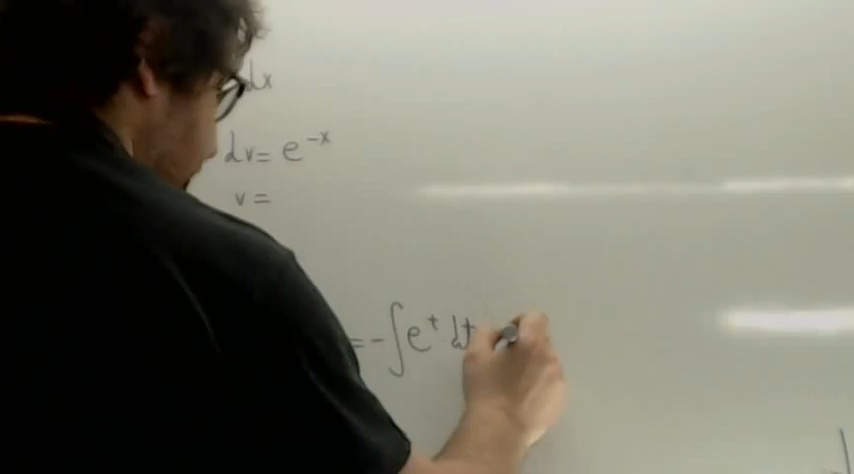 dx
dv = e^{-x}
v =
= - ∫ e^t dt